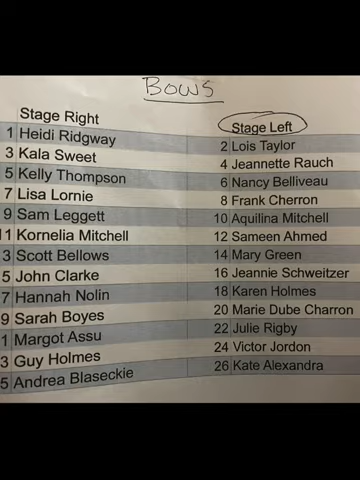 Bows
Stage Right Stage Left
1 Heidi Ridgway 2 Lois Taylor
3 Kala Sweet 4 Jeannette Rauch
5 Kelly Thompson 6 Nancy Belliveau
7 Lisa Lornie 8 Frank Cherron
9 Sam Leggett 10 Aquilina Mitchell
11 Kornelia Mitchell 12 Sameen Ahmed
3 Scott Bellows 14 Mary Green
5 John Clarke 16 Jeannie Schweitzer
7 Hannah Nolin 18 Karen Holmes
9 Sarah Boyes 20 Marie Dube Charron
1 Margot Assu 22 Julie Rigby
3 Guy Holmes 24 Victor Jordon
5 Andrea Blaseckie 26 Kate Alexandra